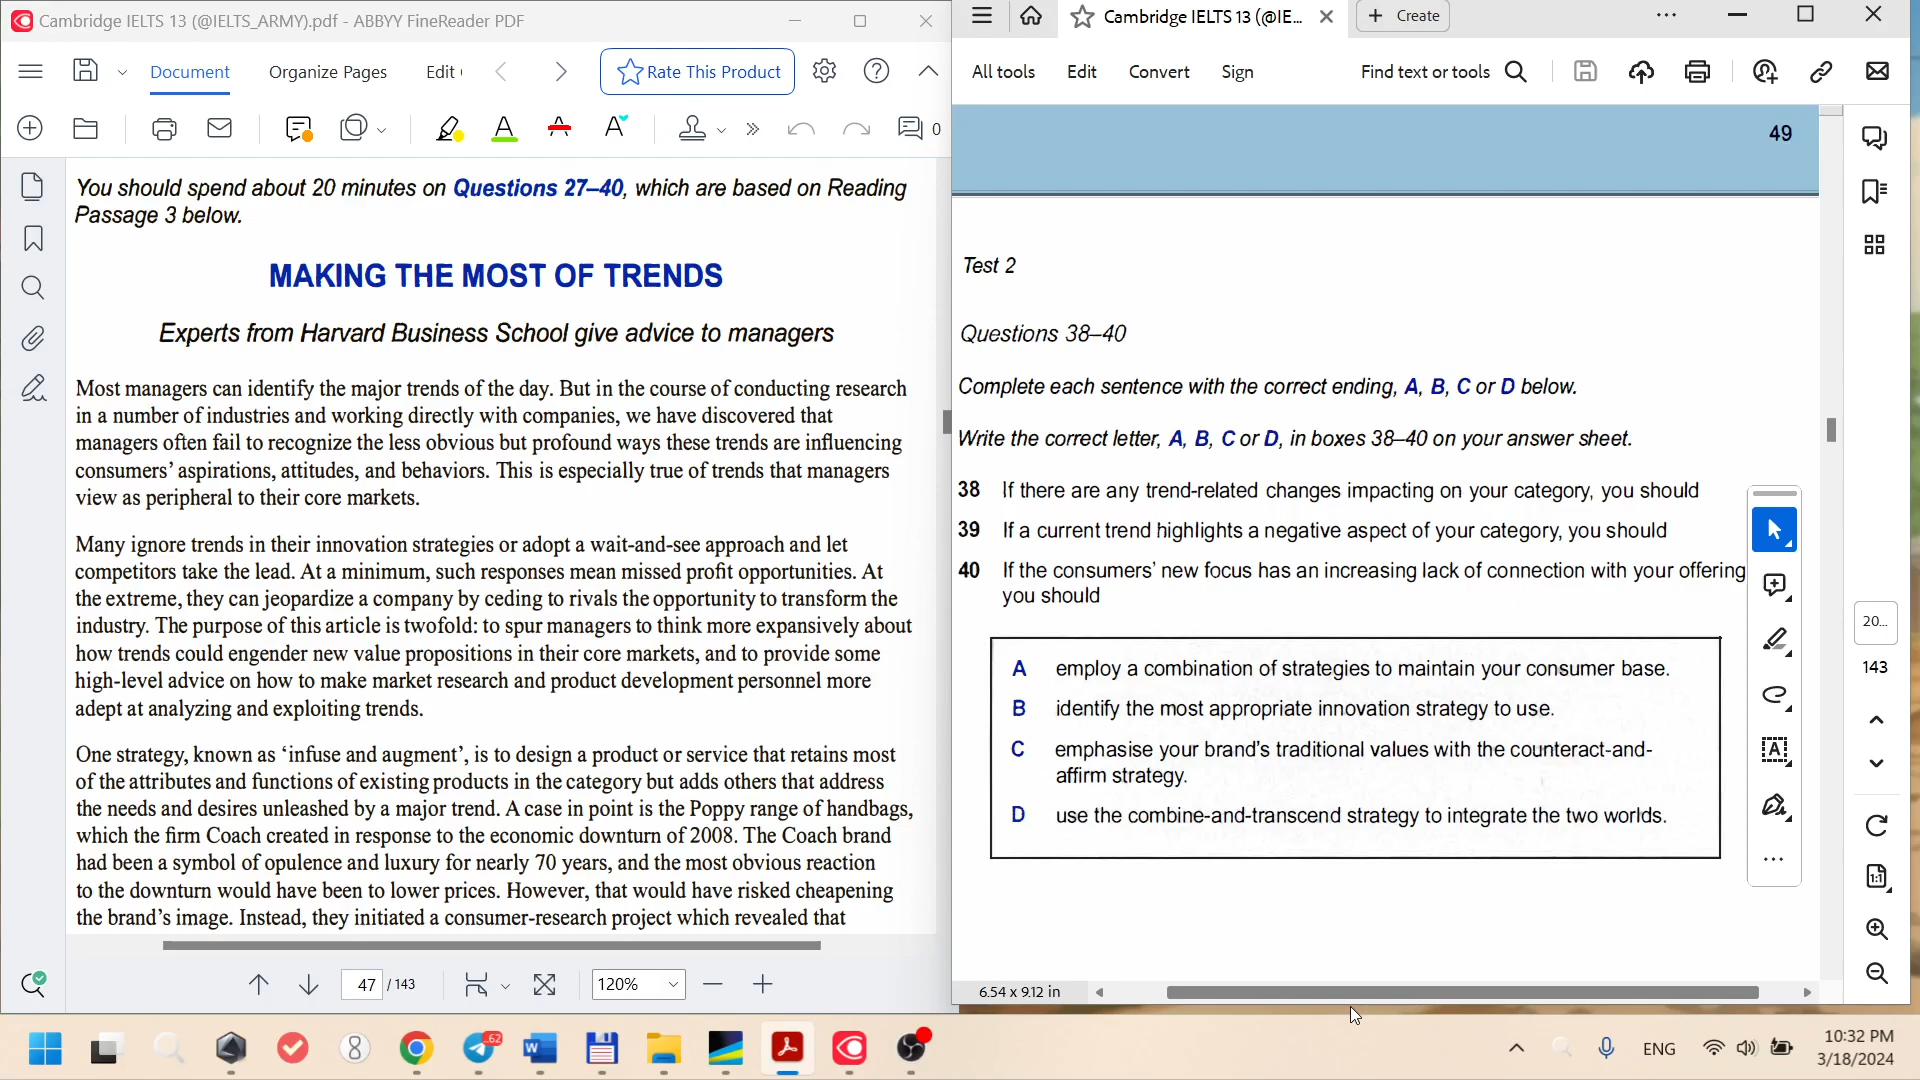 Cambridge IELTS 13 (@IELTS_ARMY).pdf - ABBYY FineReader PDF
Document
Organize Pages
Edit
Rate This Product
0
You should spend about 20 minutes on Questions 27–40, which are based on Reading
Passage 3 below.
MAKING THE MOST OF TRENDS
Experts from Harvard Business School give advice to managers
Most managers can identify the major trends of the day. But in the course of conducting research
in a number of industries and working directly with companies, we have discovered that
managers often fail to recognize the less obvious but profound ways these trends are influencing
consumers' aspirations, attitudes, and behaviors. This is especially true of trends that managers
view as peripheral to their core markets.
Many ignore trends in their innovation strategies or adopt a wait-and-see approach and let
competitors take the lead. At a minimum, such responses mean missed profit opportunities. At
the extreme, they can jeopardize a company by ceding to rivals the opportunity to transform the
industry. The purpose of this article is twofold: to spur managers to think more expansively about
how trends could engender new value propositions in their core markets, and to provide some
high-level advice on how to make market research and product development personnel more
adept at analyzing and exploiting trends.
One strategy, known as 'infuse and augment', is to design a product or service that retains most
of the attributes and functions of existing products in the category but adds others that address
the needs and desires unleashed by a major trend. A case in point is the Poppy range of handbags,
which the firm Coach created in response to the economic downturn of 2008. The Coach brand
had been a symbol of opulence and luxury for nearly 70 years, and the most obvious reaction
to the downturn would have been to lower prices. However, that would have risked cheapening
the brand's image. Instead, they initiated a consumer-research project which revealed that
47 / 143
120%
Cambridge IELTS 13 (@IE...
Create
All tools
Edit
Convert
Sign
Find text or tools
49
Test 2
Questions 38–40
Complete each sentence with the correct ending, A, B, C or D below.
Write the correct letter, A, B, C or D, in boxes 38–40 on your answer sheet.
38 If there are any trend-related changes impacting on your category, you should
39 If a current trend highlights a negative aspect of your category, you should
40 If the consumers' new focus has an increasing lack of connection with your offering
you should
A employ a combination of strategies to maintain your consumer base.
B identify the most appropriate innovation strategy to use.
C emphasise your brand's traditional values with the counteract-and-
affirm strategy.
D use the combine-and-transcend strategy to integrate the two worlds.
20...
143
1:1
6.54 x 9.12 in
62
ENG
10:32 PM
3/18/2024